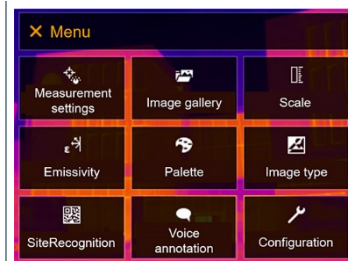 × Menu
Measurement
settings
Image gallery
Scale
ε
Emissivity
Palette
Image type
SiteRecognition
Voice
annotation
Configuration